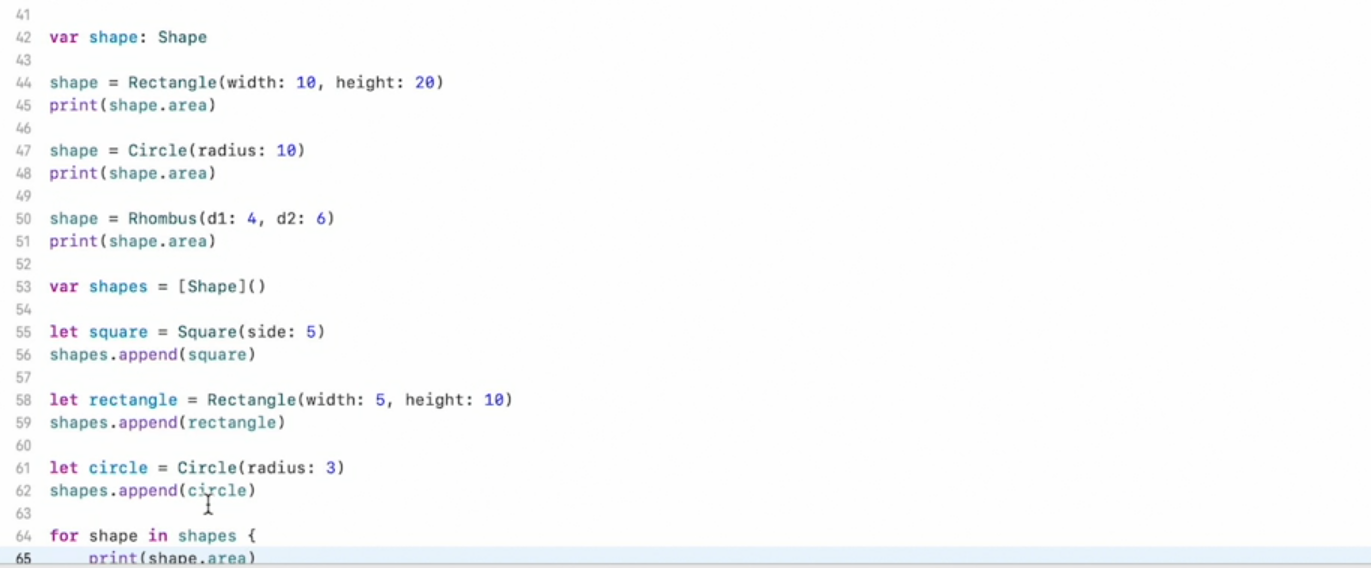 41
42 var shape: Shape
43
44 shape = Rectangle(width: 10, height: 20)
45 print(shape.area)
46
47 shape = Circle(radius: 10)
48 print(shape.area)
49
50 shape = Rhombus(d1: 4, d2: 6)
51 print(shape.area)
52
53 var shapes = [Shape]()
54
55 let square = Square(side: 5)
56 shapes.append(square)
57
58 let rectangle = Rectangle(width: 5, height: 10)
59 shapes.append(rectangle)
60
61 let circle = Circle(radius: 3)
62 shapes.append(circle)
63
64 for shape in shapes {
65     print(shape.area)